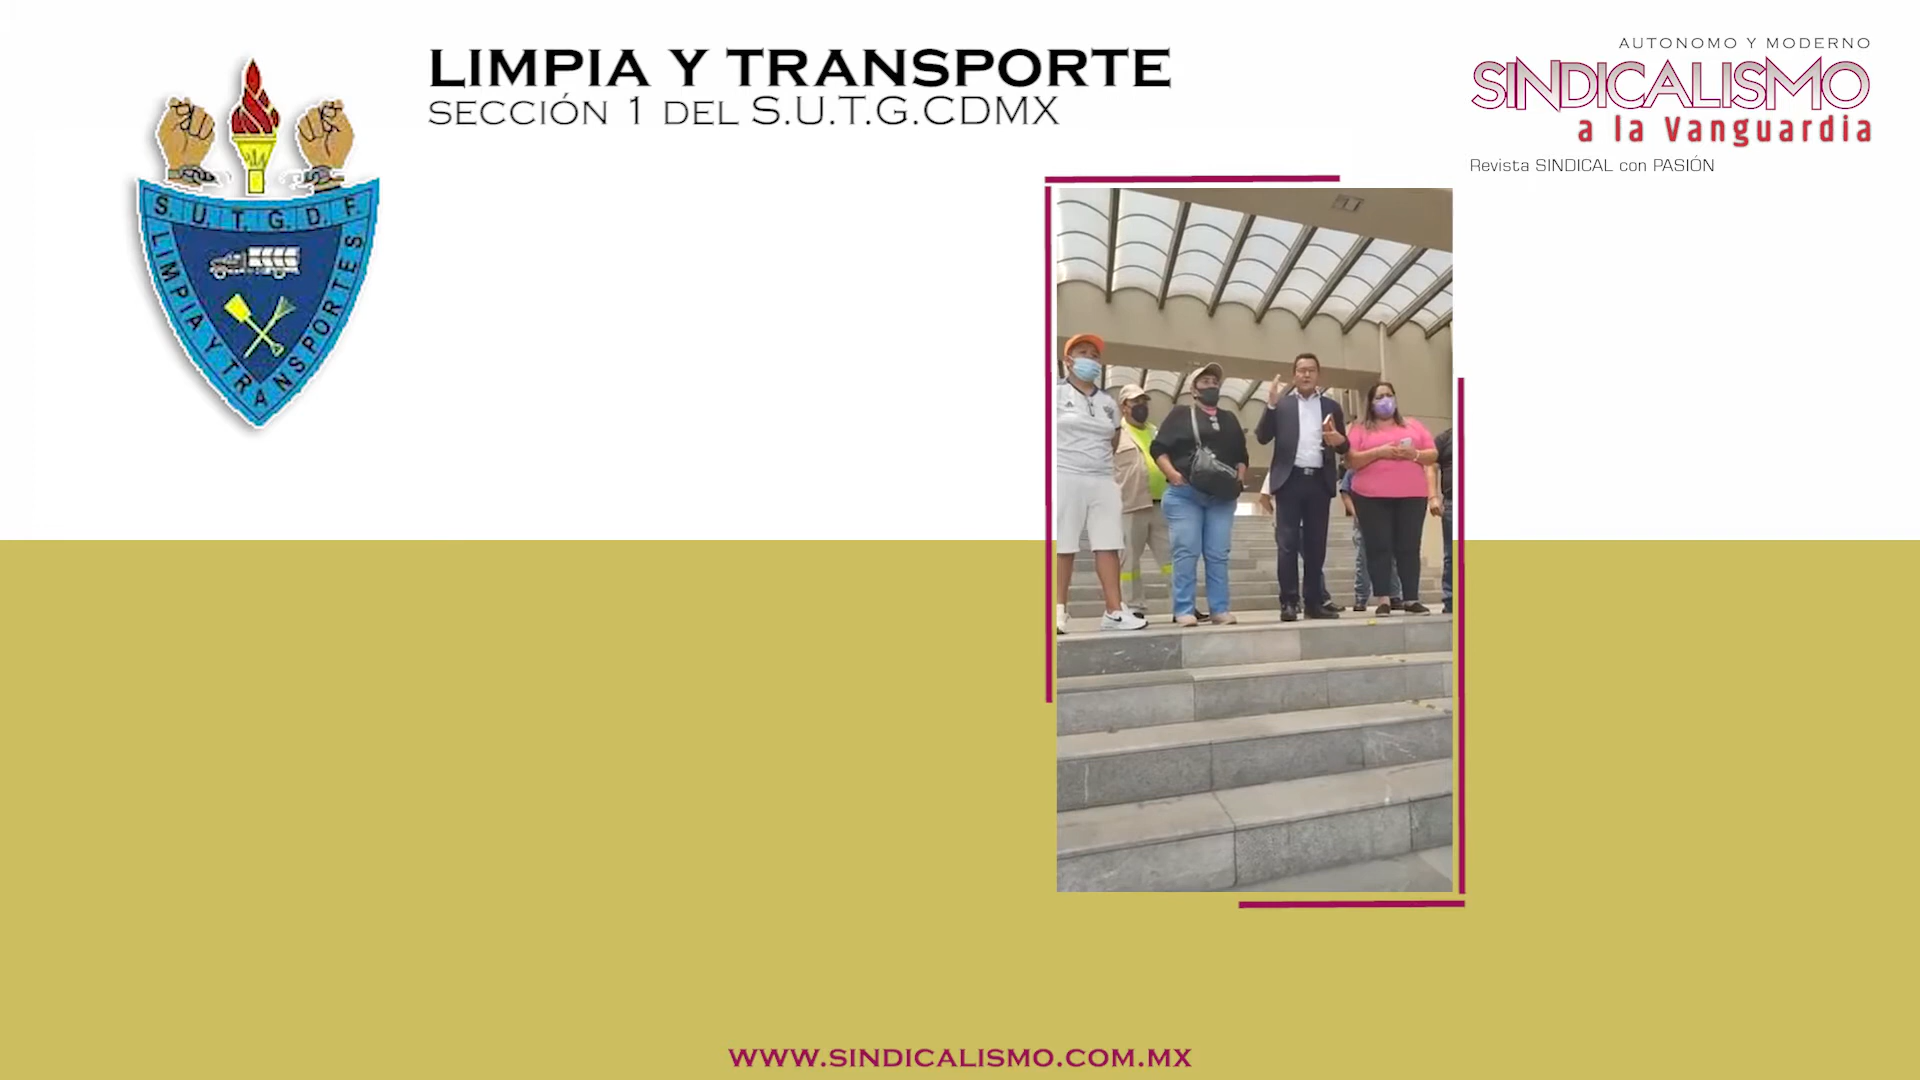 LIMPIA Y TRANSPORTE
SECCIÓN 1 DEL S.U.T.G.CDMX
AUTONOMO Y MODERNO
SINDICALISMO
a la Vanguardia
Revista SINDICAL con PASIÓN
S. U. T. G. D. F.
LIMPIA Y TRANSPORTES
WWW.SINDICALISMO.COM.MX